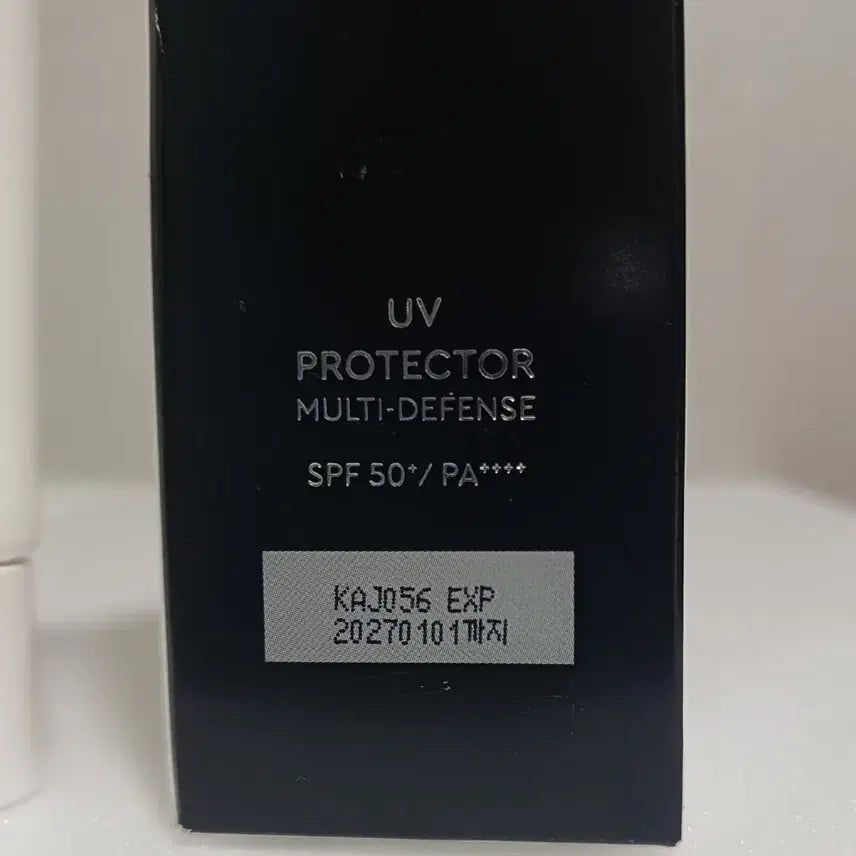 UV
PROTECTOR
MULTI-DEFENSE
SPF 50⁺/ PA⁺⁺⁺⁺
KAJ056 EXP
20270101까지